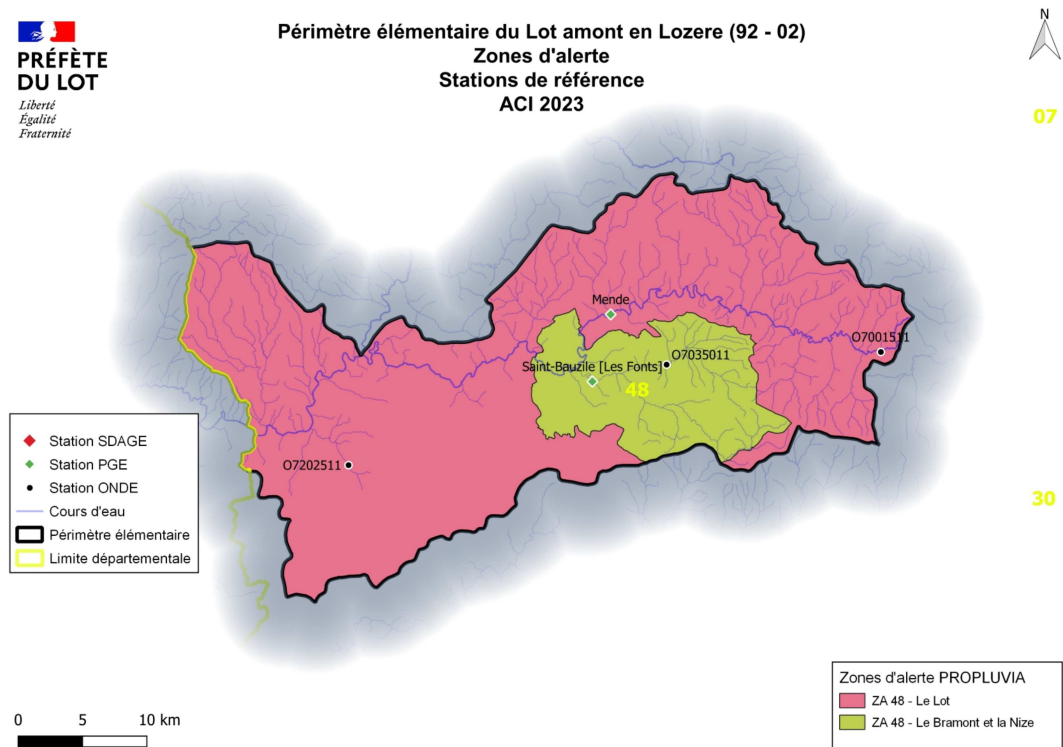 PRÉFÈTE
DU LOT
Liberté
Égalité
Fraternité
Périmètre élémentaire du Lot amont en Lozere (92 - 02)
Zones d'alerte
Stations de référence
ACI 2023
N
07
Mende
O7001511
O7035011
Saint-Bauzile [Les Fonts]
48
O7202511
30
Station SDAGE
Station PGE
Station ONDE
Cours d'eau
Périmètre élémentaire
Limite départementale
Zones d'alerte PROPLUVIA
ZA 48 - Le Lot
ZA 48 - Le Bramont et la Nize
0 5 10 km